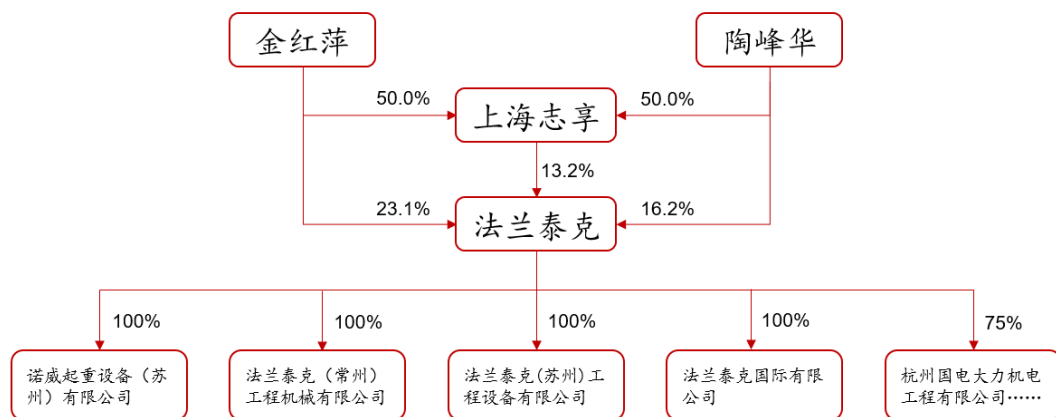 金红萍
陶峰华
50.0%
50.0%
上海志享
13.2%
23.1%
16.2%
法兰泰克
100%
100%
100%
100%
75%
诺威起重设备（苏
州）有限公司
法兰泰克（常州）
工程机械有限公司
法兰泰克(苏州)工
程设备有限公司
法兰泰克国际有限公
司
杭州国电大力机电
工程有限公司……